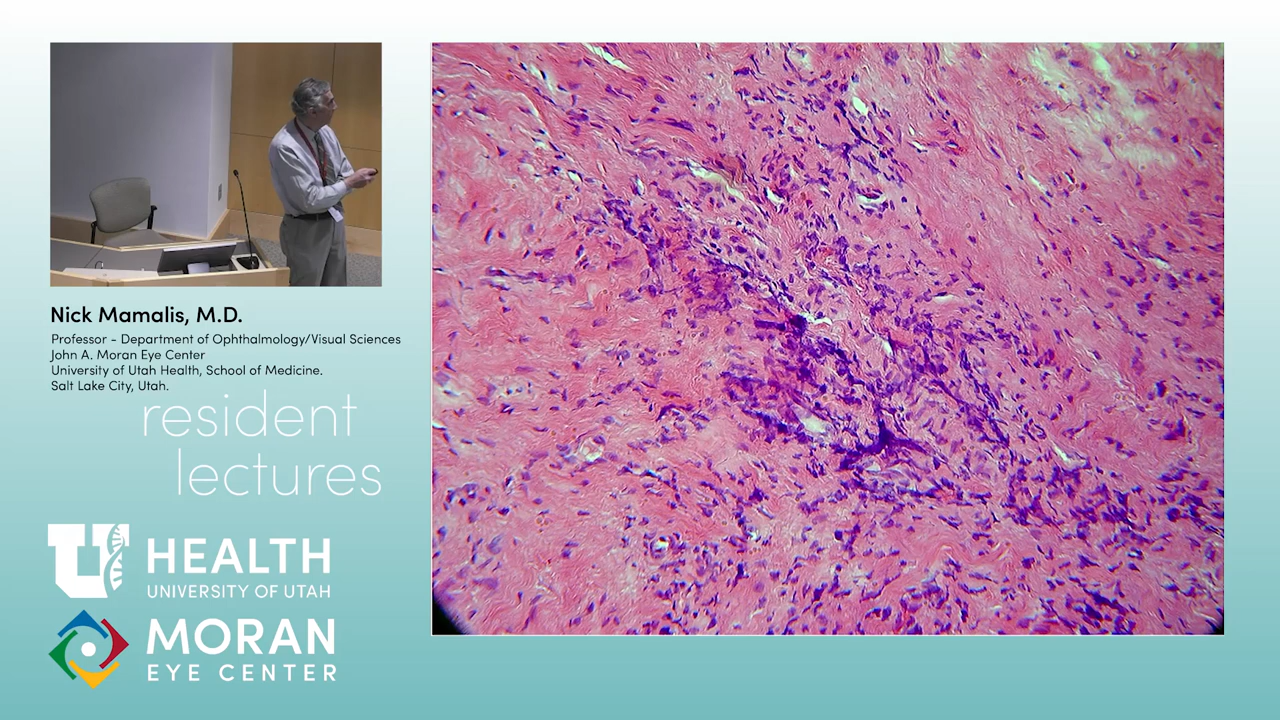 Nick Mamalis, M.D.
Professor - Department of Ophthalmology/Visual Sciences
John A. Moran Eye Center
University of Utah Health, School of Medicine.
Salt Lake City, Utah.
resident
lectures
U HEALTH
UNIVERSITY OF UTAH
MORAN
EYE CENTER